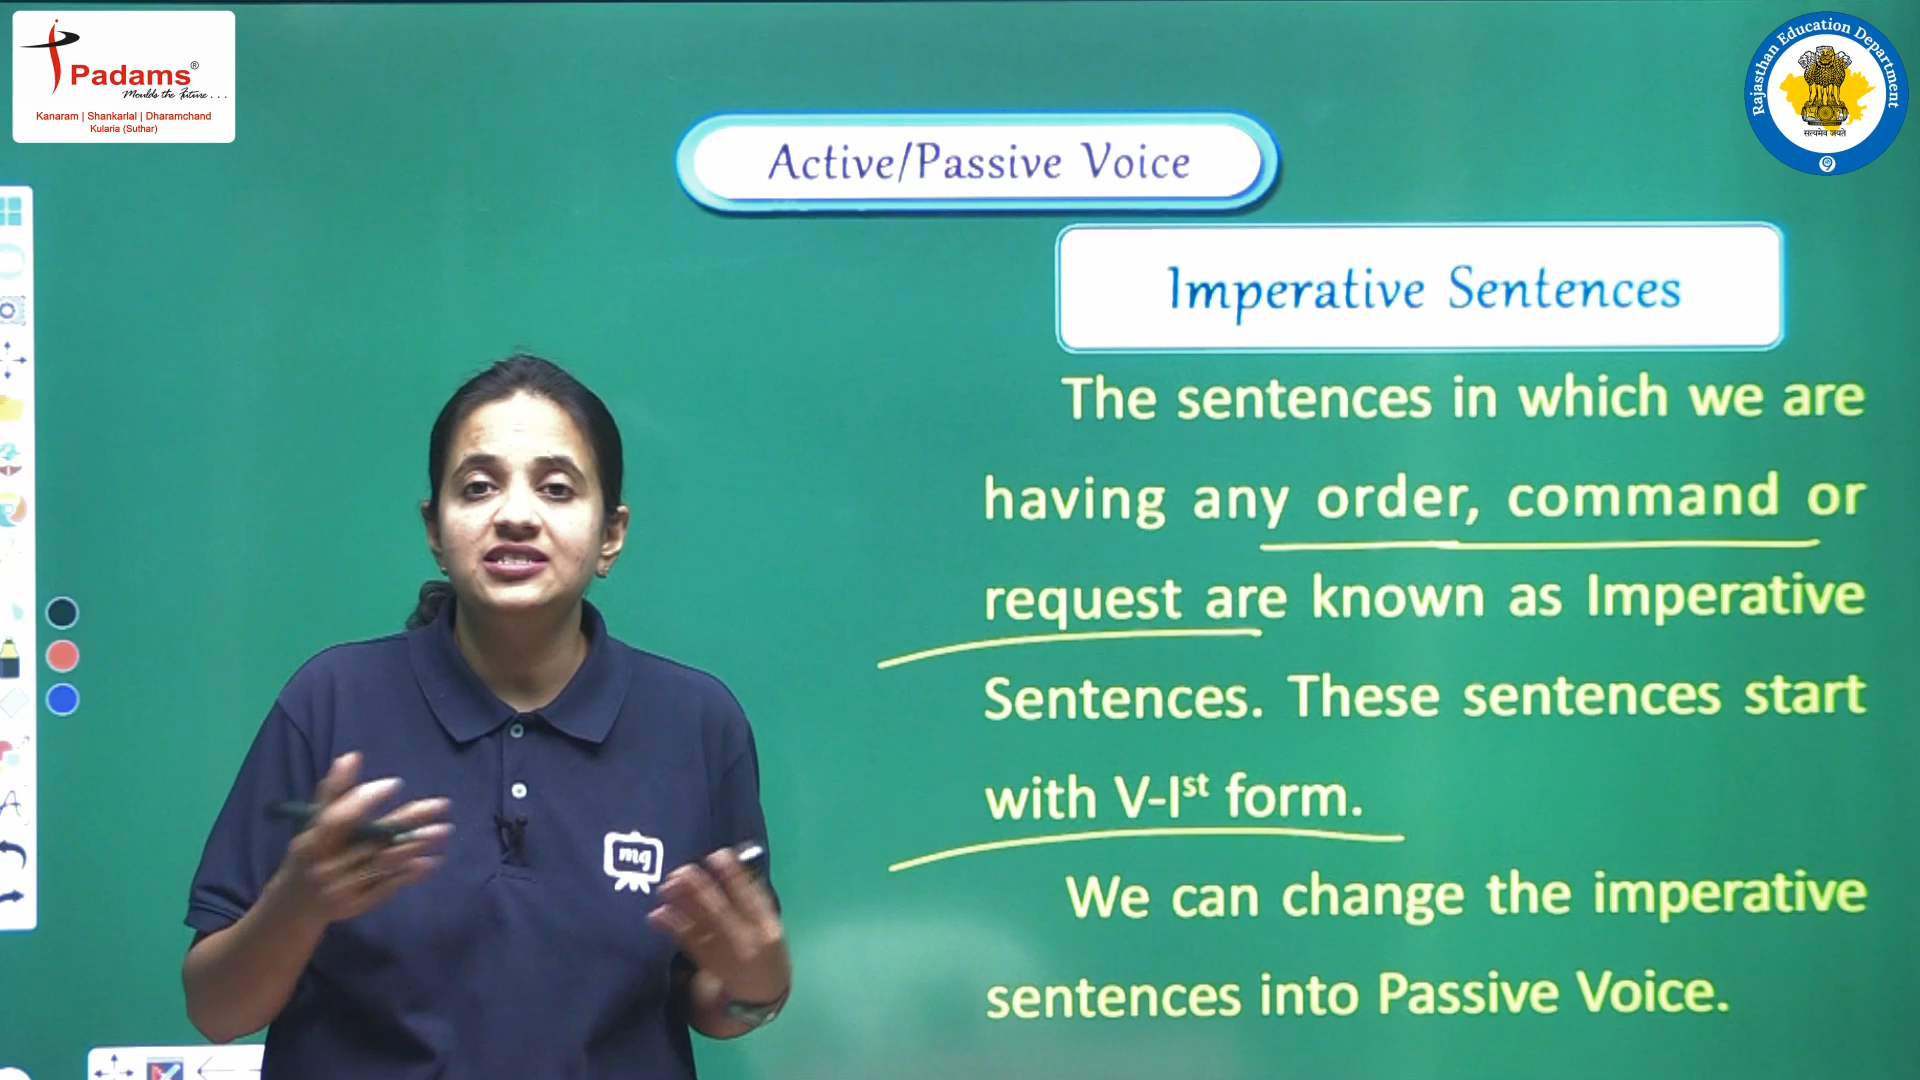 Padams®
Moulds the Future . . .
Kanaram | Shankarlal | Dharamchand
Kularia (Suthar)
Rajasthan Education Department
सत्यमेव जयते
Active/Passive Voice
Imperative Sentences
The sentences in which we are
having any order, command or
request are known as Imperative
Sentences. These sentences start
with V-Ist form.
We can change the imperative
sentences into Passive Voice.
mg
A